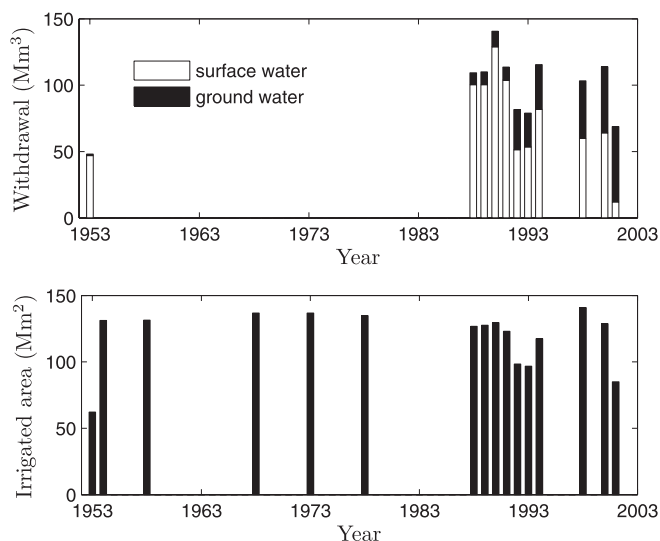 150
100
50
0
Withdrawal (Mm³)
surface water
ground water
1953 1963 1973 1983 1993 2003
Year
150
100
50
0
Irrigated area (Mm²)
1953 1963 1973 1983 1993 2003
Year